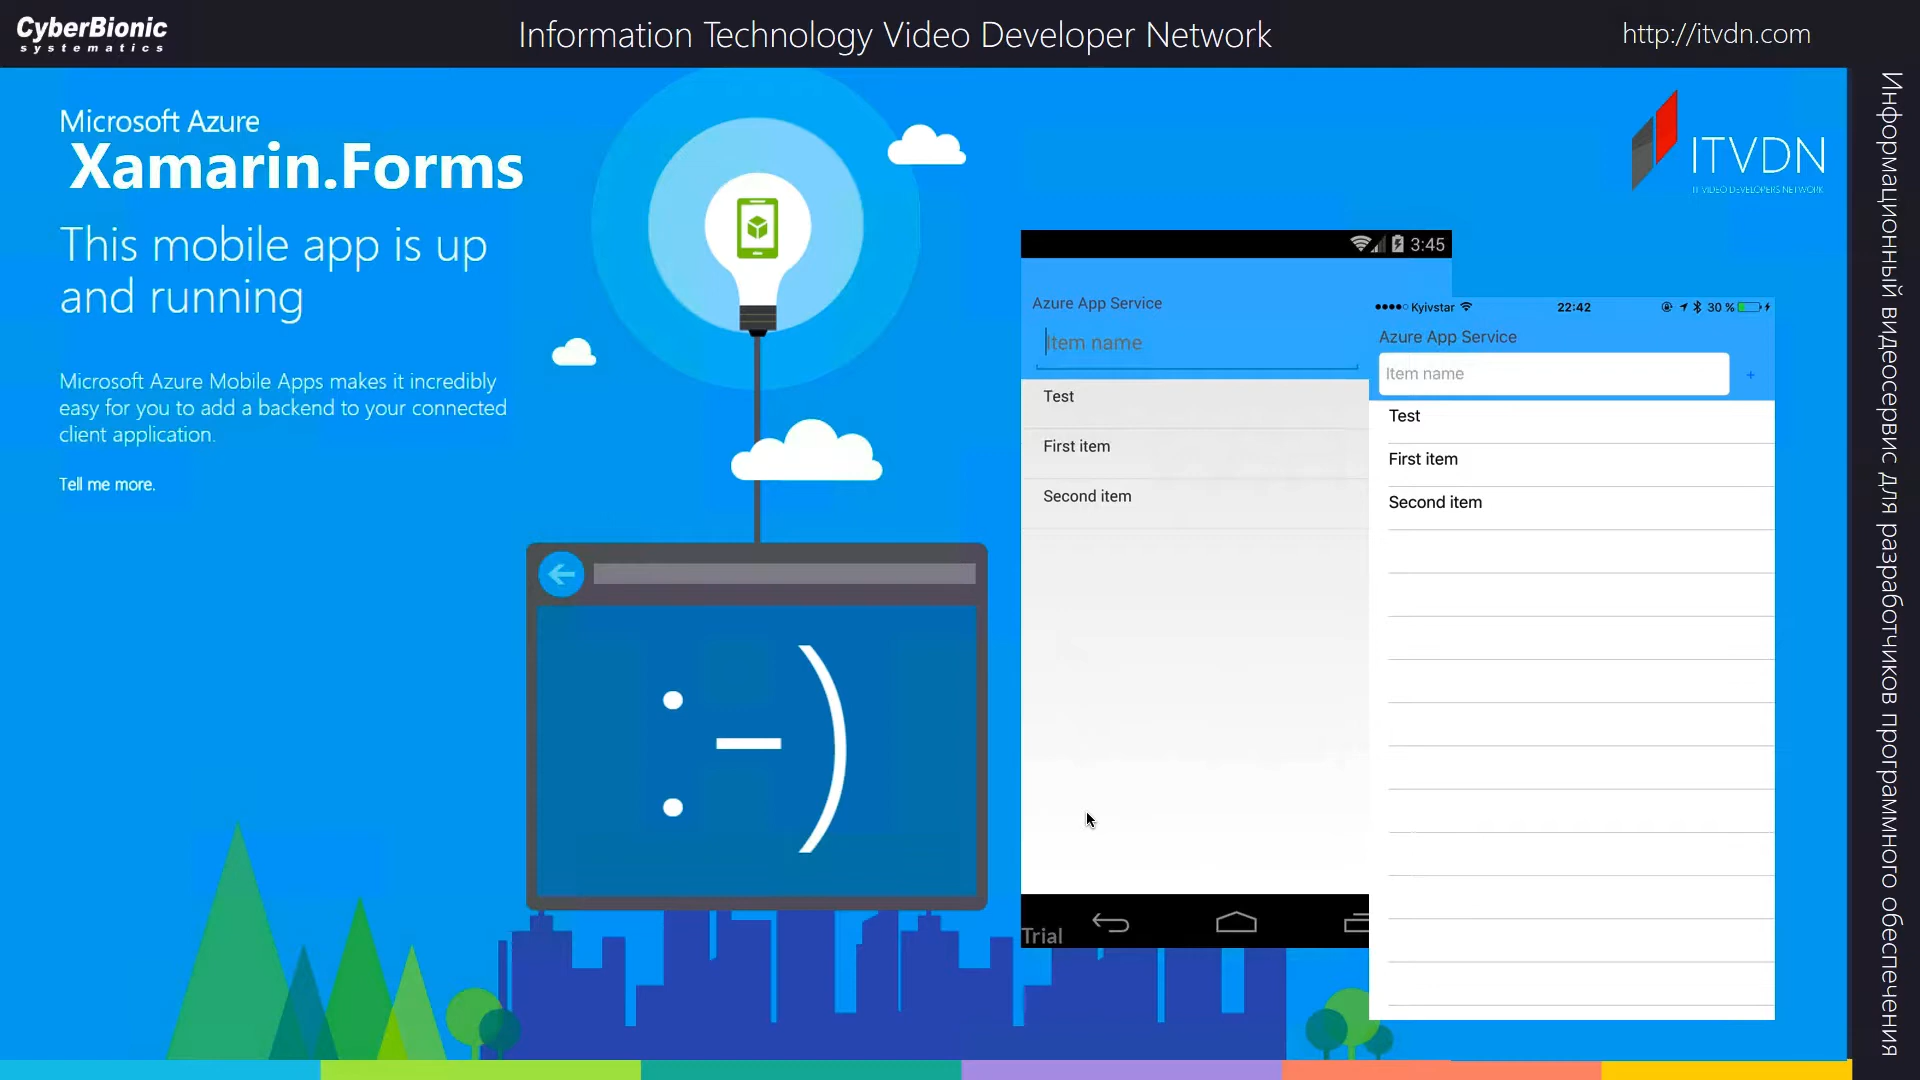 CyberBionic
systematics
Information Technology Video Developer Network
http://itvdn.com
Microsoft Azure
Xamarin.Forms
This mobile app is up
and running
Microsoft Azure Mobile Apps makes it incredibly
easy for you to add a backend to your connected
client application.
Tell me more.
:-)
ITVDN
IT VIDEO DEVELOPERS NETWORK
3:45
Azure App Service
Item name
Test
First item
Second item
Trial
Kyivstar
22:42
30 %
Azure App Service
Item name
+
Test
First item
Second item
Информационный видеосервис для разработчиков программного обеспечения